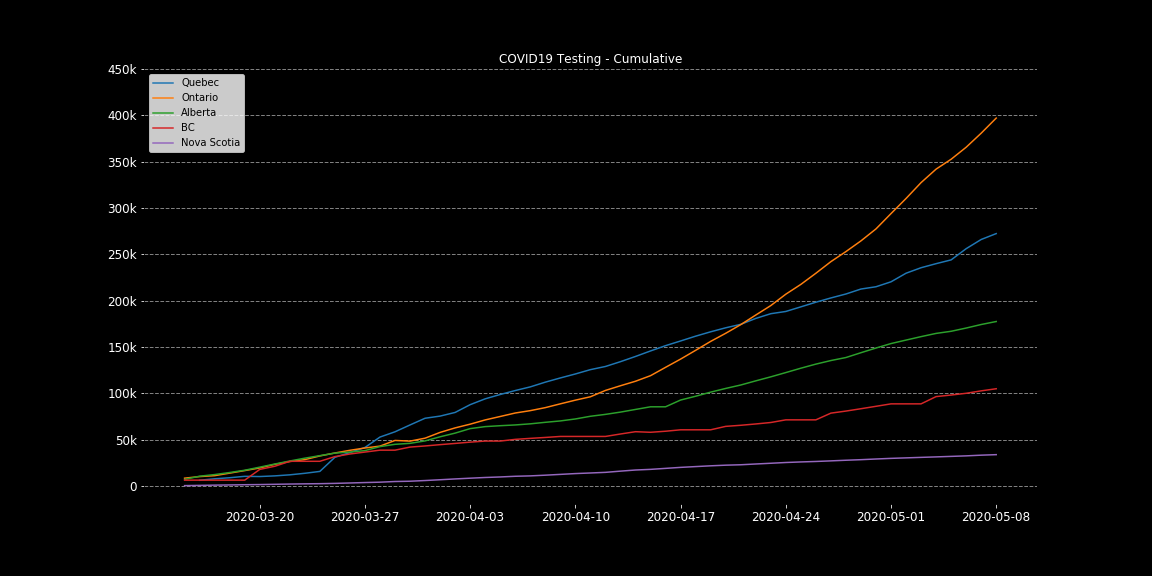 COVID19 Testing - Cumulative
450k
400k
350k
300k
250k
200k
150k
100k
50k
0
Quebec
Ontario
Alberta
BC
Nova Scotia
2020-03-20 2020-03-27 2020-04-03 2020-04-10 2020-04-17 2020-04-24 2020-05-01 2020-05-08